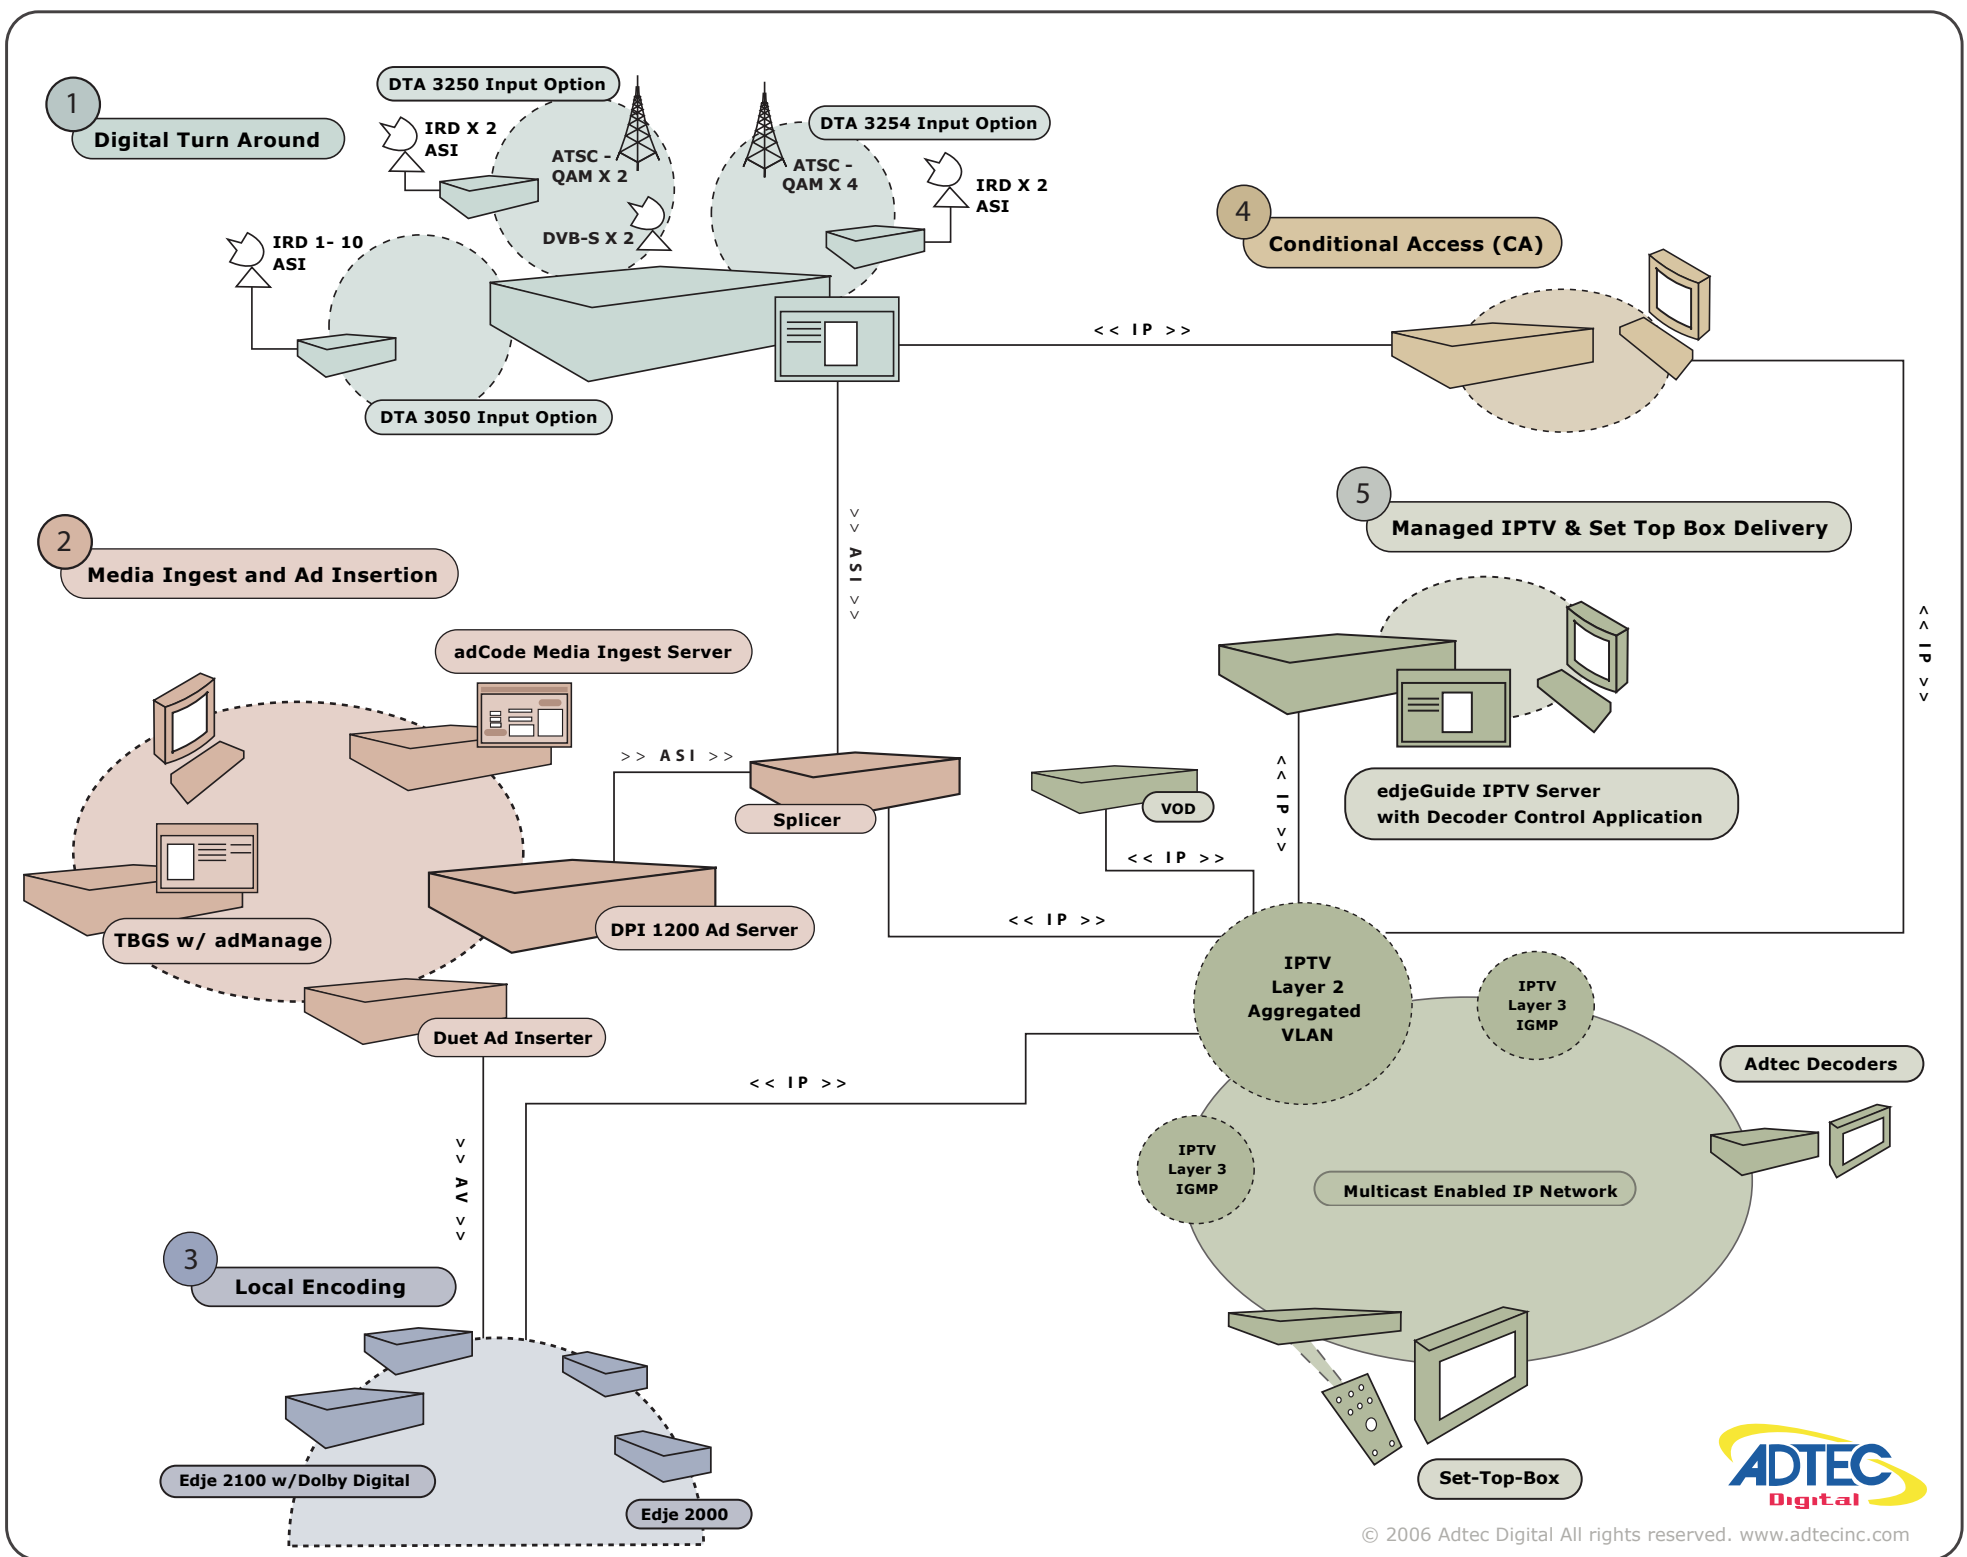 1
Digital Turn Around
DTA 3250 Input Option
IRD X 2
ASI
ATSC -
QAM X 2
DVB-S X 2
DTA 3254 Input Option
ATSC -
QAM X 4
IRD X 2
ASI
IRD 1- 10
ASI
DTA 3050 Input Option
<< IP >>
4
Conditional Access (CA)
<< IP >>
>> ASI >>
5
Managed IPTV & Set Top Box Delivery
edjeGuide IPTV Server
with Decoder Control Application
<< IP >>
2
Media Ingest and Ad Insertion
adCode Media Ingest Server
>> ASI >>
Splicer
VOD
<< IP >>
<< IP >>
TBGS w/ adManage
DPI 1200 Ad Server
Duet Ad Inserter
IPTV
Layer 2
Aggregated
VLAN
IPTV
Layer 3
IGMP
Adtec Decoders
<< IP >>
>> AV >>
IPTV
Layer 3
IGMP
Multicast Enabled IP Network
3
Local Encoding
Edje 2100 w/Dolby Digital
Edje 2000
Set-Top-Box
ADTEC
Digital
© 2006 Adtec Digital All rights reserved. www.adtecinc.com